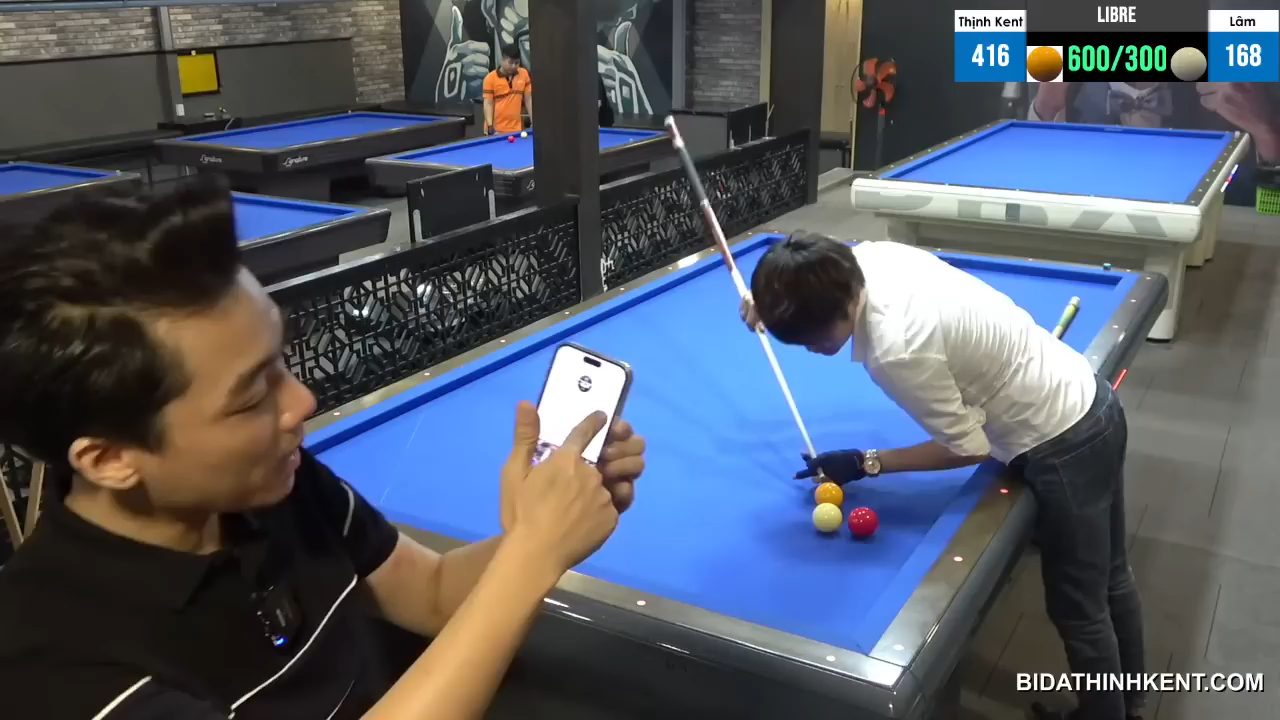 Thịnh Kent
LIBRE
Lâm
416
600/300
168
BIDATHINHKENT.COM